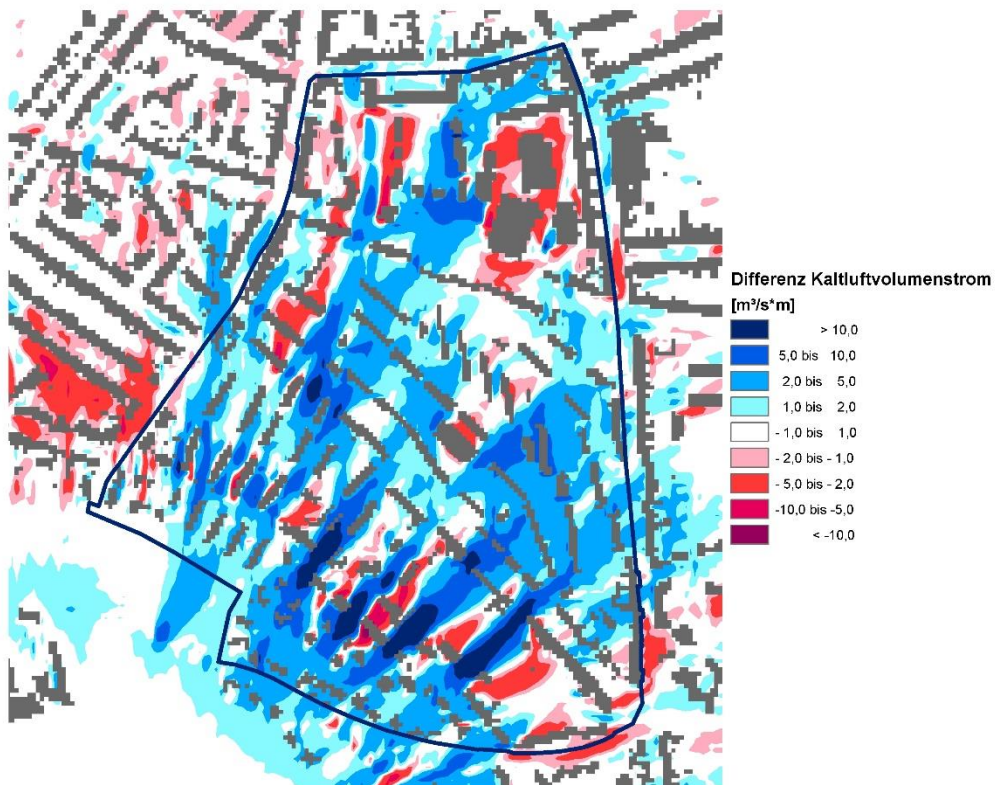 Differenz Kaltluftvolumenstrom
[m³/s*m]
> 10,0
5,0 bis 10,0
2,0 bis 5,0
1,0 bis 2,0
- 1,0 bis 1,0
- 2,0 bis - 1,0
- 5,0 bis - 2,0
-10,0 bis -5,0
< -10,0